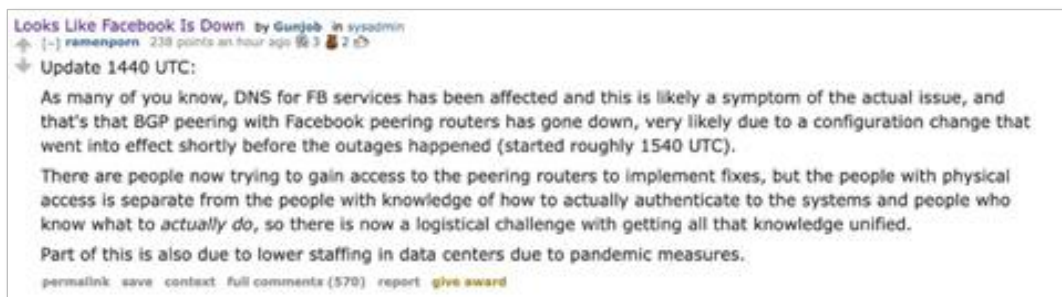 Looks Like Facebook Is Down by Gunjob in sysadmin
[-] ramenporn 238 points an hour ago 3 2
Update 1440 UTC:
As many of you know, DNS for FB services has been affected and this is likely a symptom of the actual issue, and
that's that BGP peering with Facebook peering routers has gone down, very likely due to a configuration change that
went into effect shortly before the outages happened (started roughly 1540 UTC).
There are people now trying to gain access to the peering routers to implement fixes, but the people with physical
access is separate from the people with knowledge of how to actually authenticate to the systems and people who
know what to actually do, so there is now a logistical challenge with getting all that knowledge unified.
Part of this is also due to lower staffing in data centers due to pandemic measures.
permalink save context full comments (570) report give award